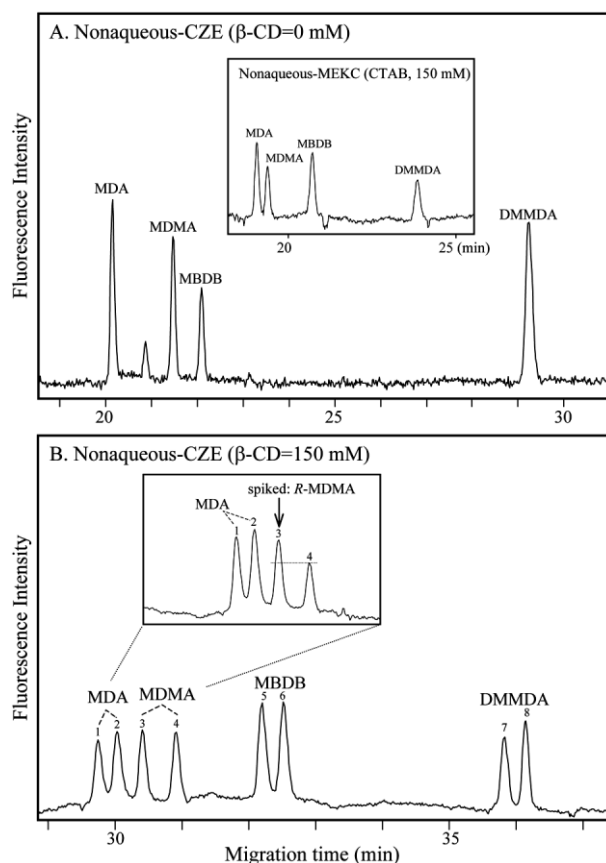 A. Nonaqueous-CZE (β-CD=0 mM)
Nonaqueous-MEKC (CTAB, 150 mM)
MDA
MDMA
MBDB
DMMDA
20
25 (min)
MDA
MDMA
MBDB
DMMDA
Fluorescence Intensity
20
25
30
B. Nonaqueous-CZE (β-CD=150 mM)
spiked: R-MDMA
MDA
1
2
3
4
Fluorescence Intensity
MDA
MDMA
MBDB
DMMDA
1
2
3
4
5
6
7
8
30
35
Migration time (min)